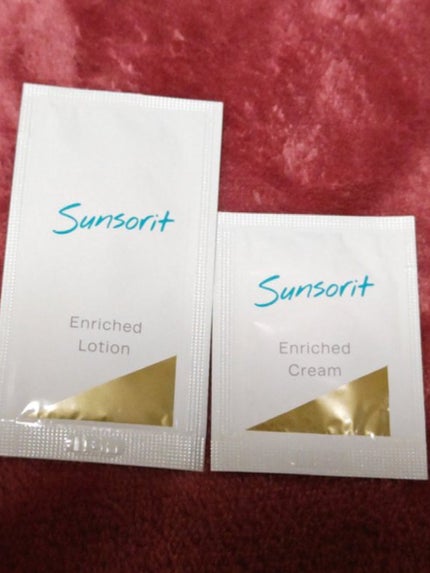 Sunsorit
Enriched
Lotion
Sunsorit
Enriched
Cream